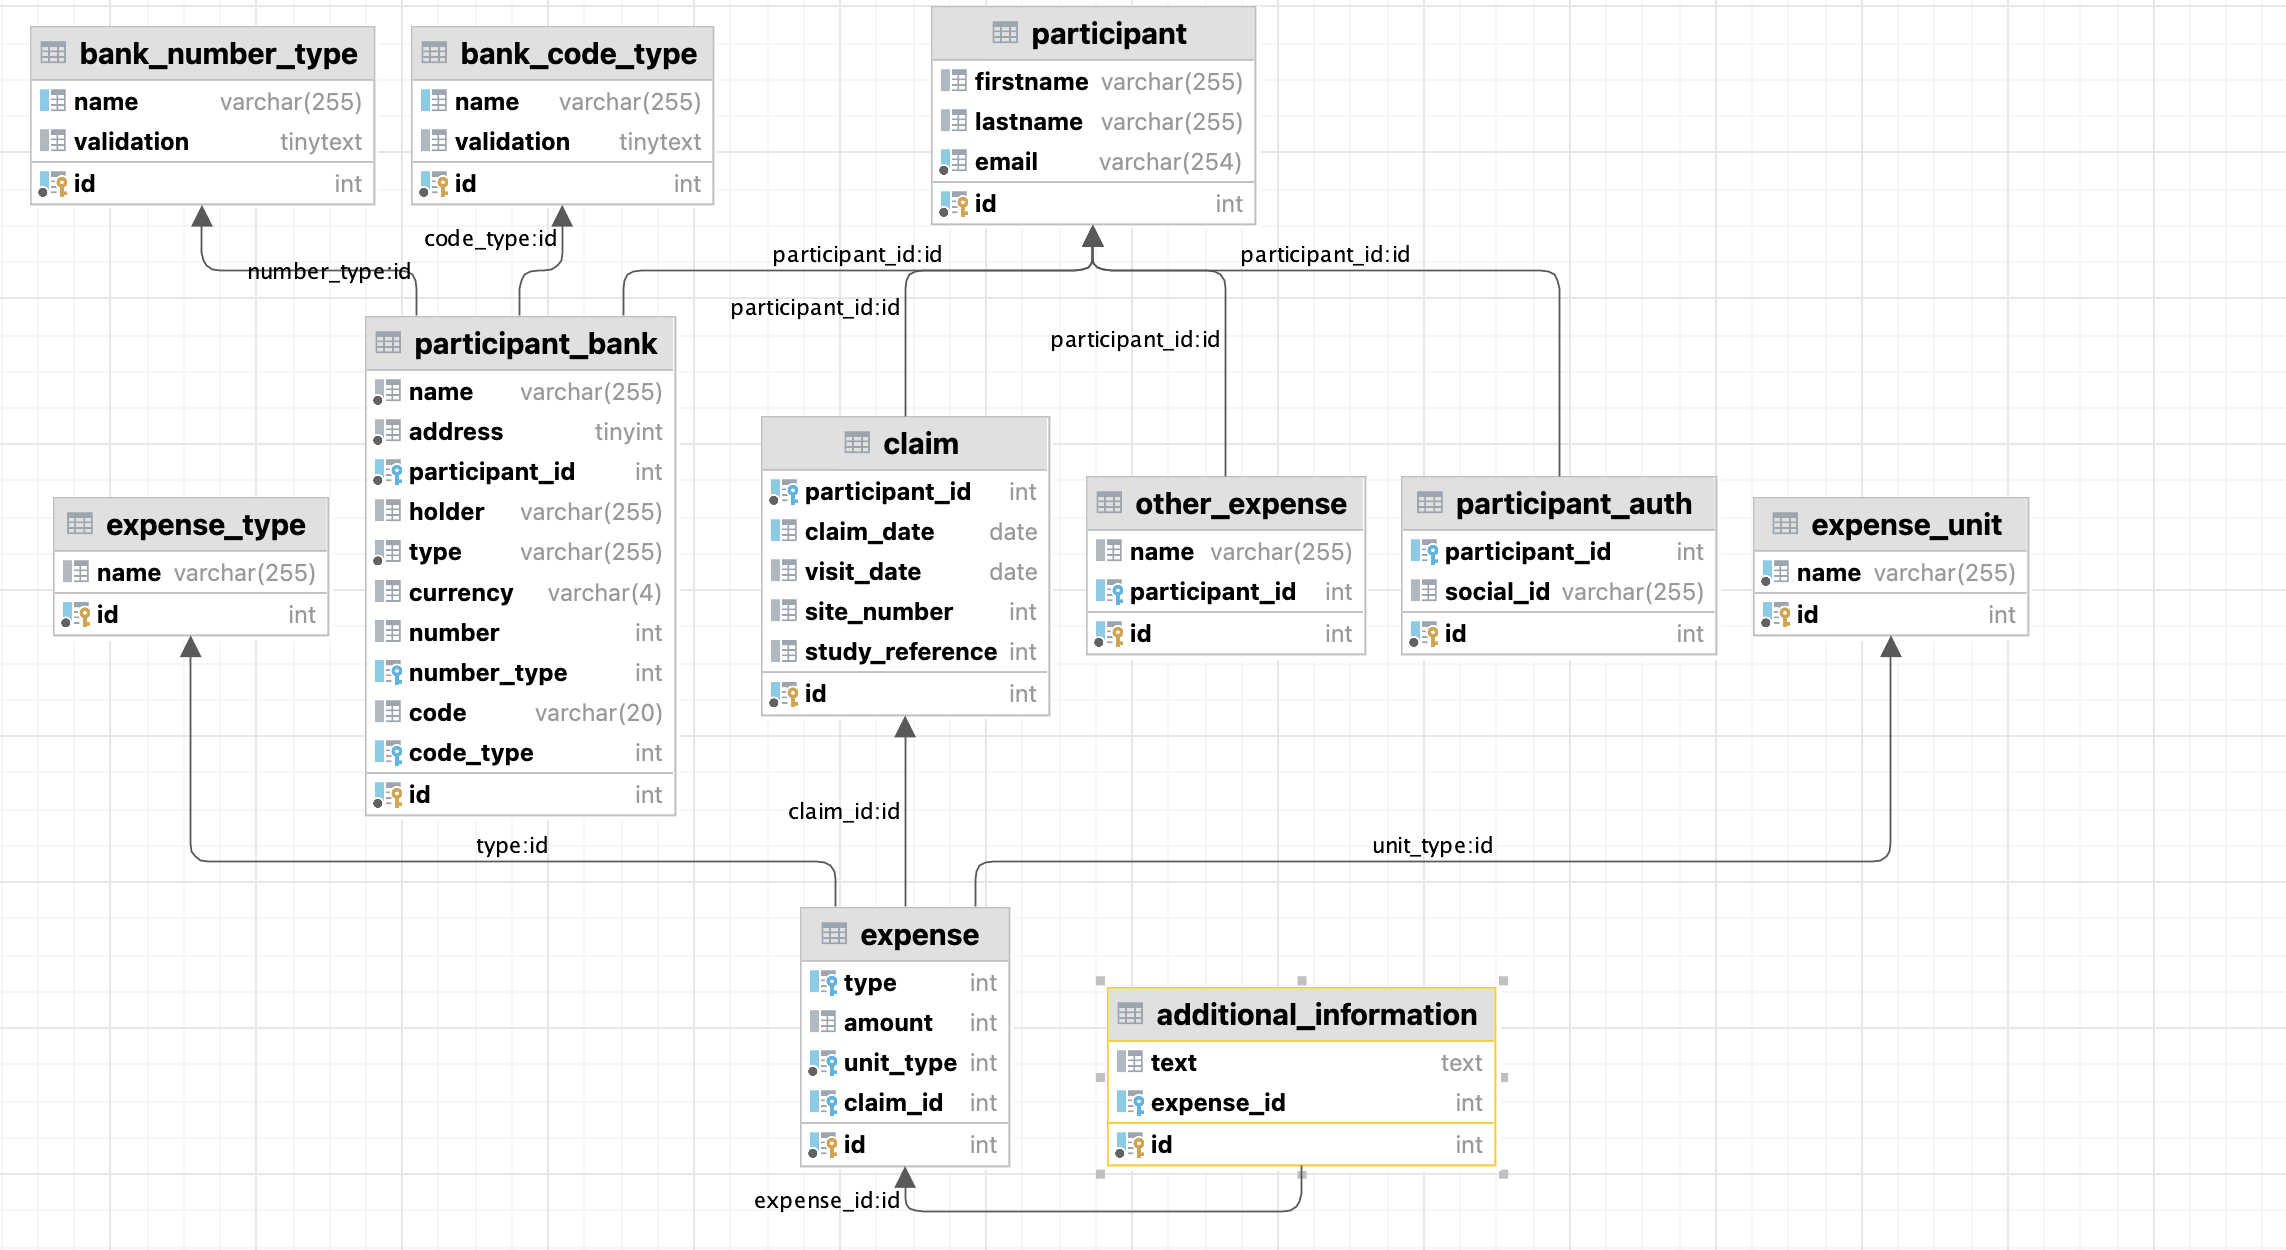 bank_number_type
name varchar(255)
validation tinytext
id int
bank_code_type
name varchar(255)
validation tinytext
id int
participant
firstname varchar(255)
lastname varchar(255)
email varchar(254)
id int
number_type:id
code_type:id
participant_id:id
participant_id:id
participant_id:id
participant_id:id
participant_bank
name varchar(255)
address tinyint
participant_id int
holder varchar(255)
type varchar(255)
currency varchar(4)
number int
number_type int
code varchar(20)
code_type int
id int
claim
participant_id int
claim_date date
visit_date date
site_number int
study_reference int
id int
other_expense
name varchar(255)
participant_id int
id int
participant_auth
participant_id int
social_id varchar(255)
id int
expense_type
name varchar(255)
id int
expense_unit
name varchar(255)
id int
type:id
claim_id:id
unit_type:id
expense
type int
amount int
unit_type int
claim_id int
id int
additional_information
text text
expense_id int
id int
expense_id:id